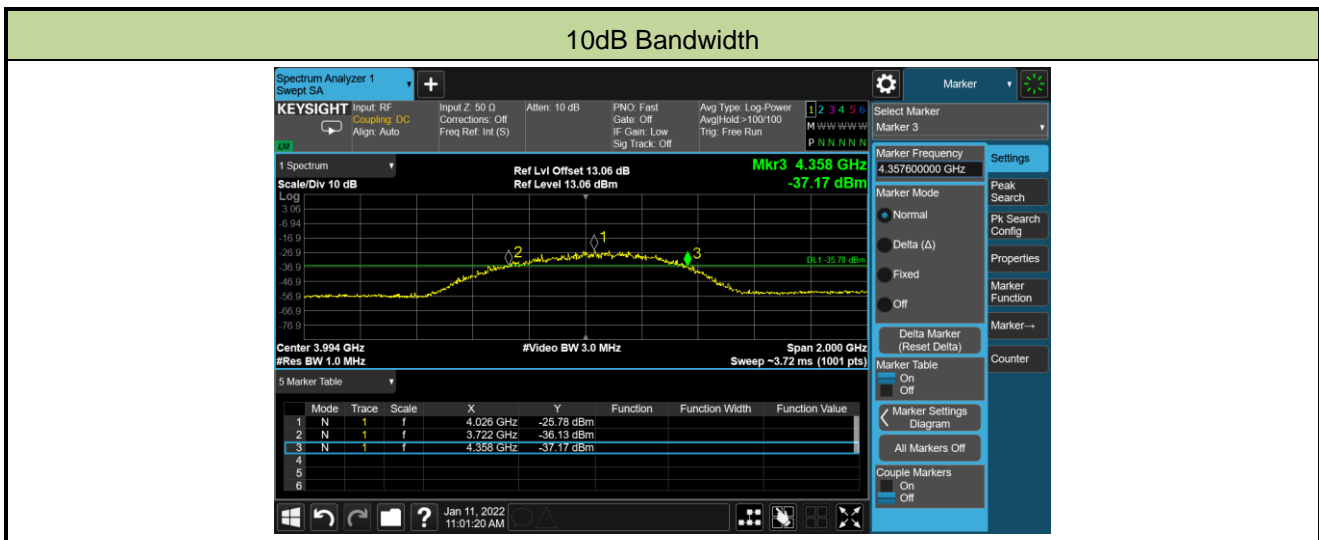 10dB Bandwidth
Spectrum Analyzer 1
Swept SA
Marker
KEYSIGHT
Input: RF
Coupling: DC
Align: Auto
Input Z: 50 Ω
Corrections: Off
Freq Ref: Int (S)
Atten: 10 dB
PNO: Fast
Gate: Off
IF Gain: Low
Sig Track: Off
Avg Type: Log-Power
Avg|Hold:>100/100
Trig: Free Run
1 2 3 4 5 6
M W W W W W
P N N N N N
LXI
Select Marker
Marker 3
1 Spectrum
Scale/Div 10 dB
Ref Lvl Offset 13.06 dB
Ref Level 13.06 dBm
Mkr3 4.358 GHz
-37.17 dBm
Log
3.06
-6.94
-16.9
-26.9
-36.9
-46.9
-56.9
-66.9
-76.9
1
2
3
DL1 -35.78 dBm
Center 3.994 GHz
#Res BW 1.0 MHz
#Video BW 3.0 MHz
Span 2.000 GHz
Sweep ~3.72 ms (1001 pts)
5 Marker Table
Mode Trace Scale X Y Function Function Width Function Value
1 N 1 f 4.026 GHz -25.78 dBm
2 N 1 f 3.722 GHz -36.13 dBm
3 N 1 f 4.358 GHz -37.17 dBm
4
5
6
Marker Frequency
4.357600000 GHz
Marker Mode
Normal
Delta (Δ)
Fixed
Off
Delta Marker
(Reset Delta)
Marker Table
On
Off
Marker Settings
Diagram
All Markers Off
Couple Markers
On
Off
Settings
Peak
Search
Pk Search
Config
Properties
Marker
Function
Marker→
Counter
?
Jan 11, 2022
11:01:20 AM